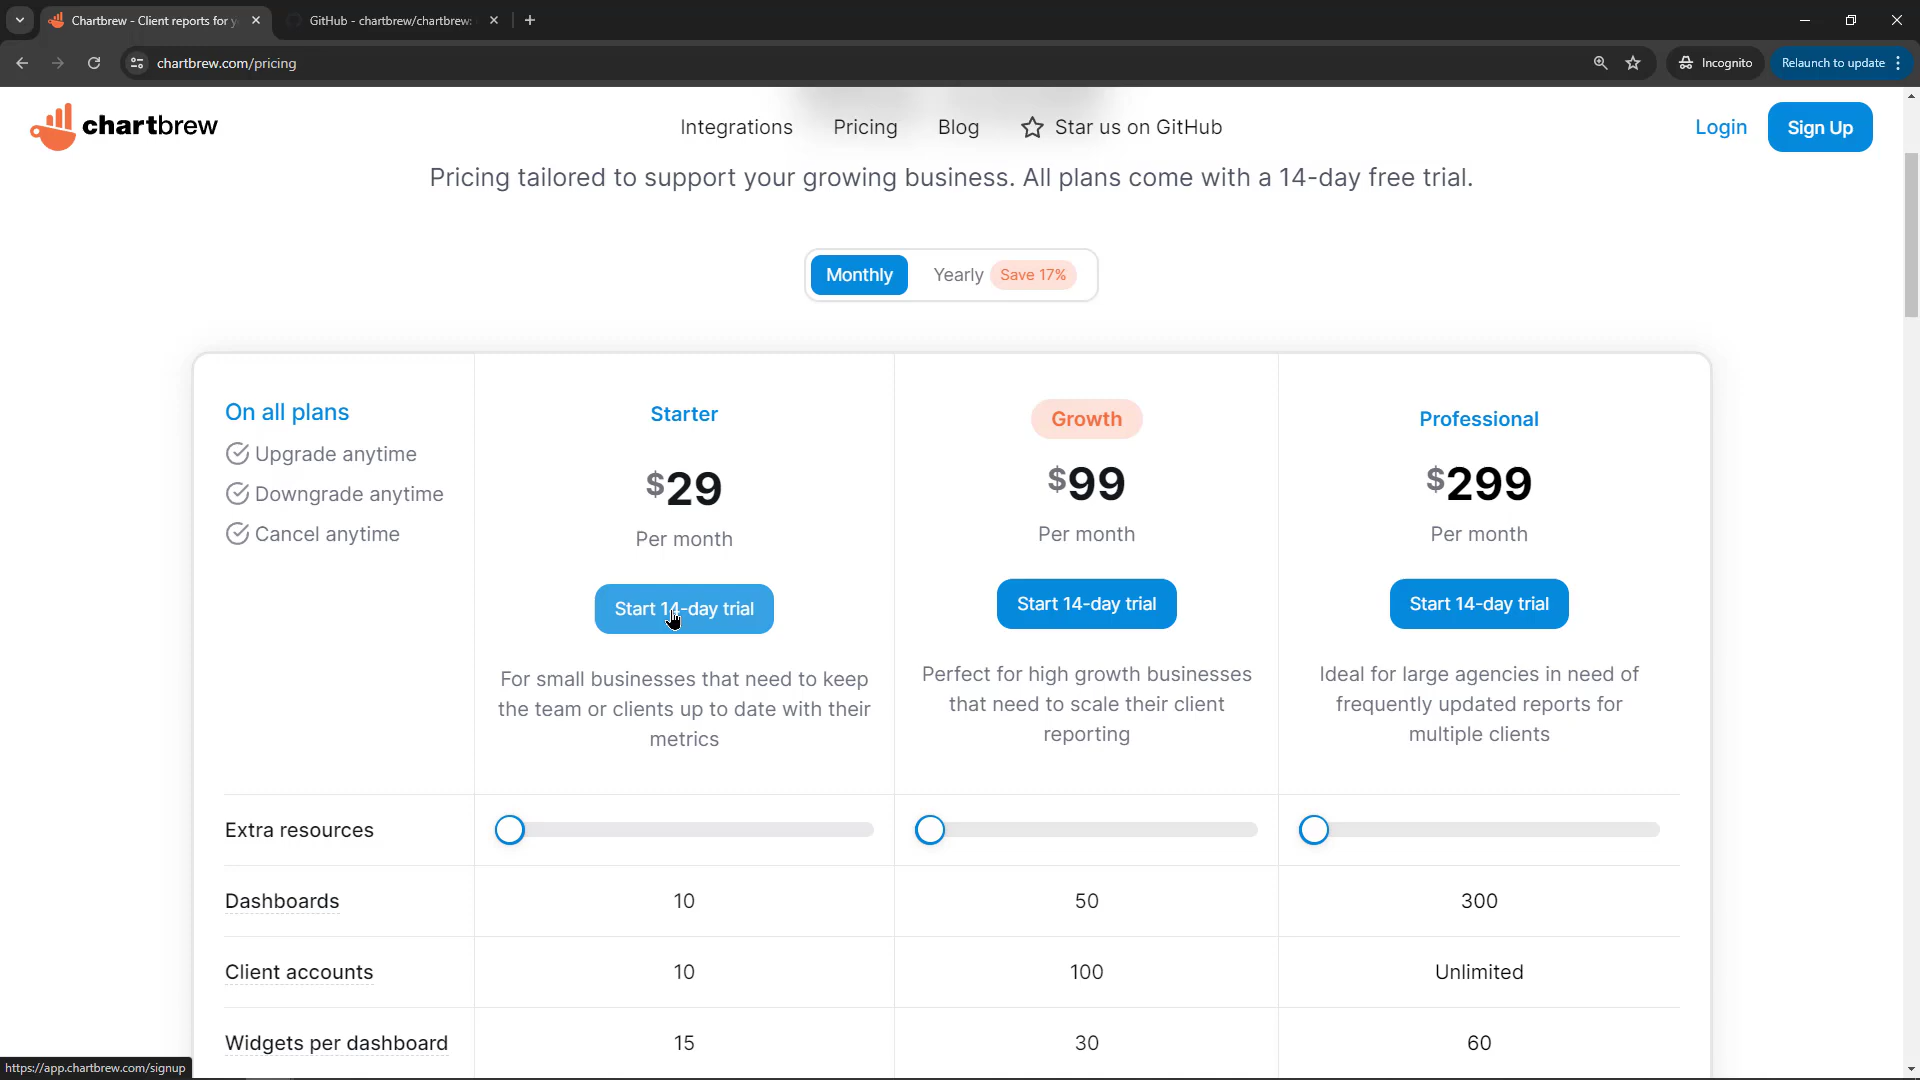 Chartbrew - Client reports for y
GitHub - chartbrew/chartbrew:
chartbrew.com/pricing
Incognito
Relaunch to update
chartbrew
Integrations
Pricing
Blog
Star us on GitHub
Login
Sign Up
Pricing tailored to support your growing business. All plans come with a 14-day free trial.
Monthly
Yearly
Save 17%
On all plans
Upgrade anytime
Downgrade anytime
Cancel anytime
Starter
$29
Per month
Start 14-day trial
For small businesses that need to keep
the team or clients up to date with their
metrics
Growth
$99
Per month
Start 14-day trial
Perfect for high growth businesses
that need to scale their client
reporting
Professional
$299
Per month
Start 14-day trial
Ideal for large agencies in need of
frequently updated reports for
multiple clients
Extra resources
Dashboards 10 50 300
Client accounts 10 100 Unlimited
Widgets per dashboard 15 30 60
https://app.chartbrew.com/signup